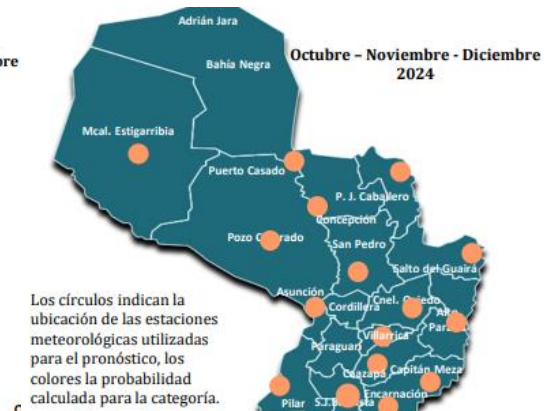 Adrián Jara
Octubre – Noviembre - Diciembre
2024
Bahía Negra
Mcal. Estigarribia
Puerto Casado
P. J. Caballero
Concepción
Pozo Colorado
San Pedro
Salto del Guairá
Asunción
Cordillera
Cnel. Oviedo
Alto
Paraná
Villarrica
Paraguarí
Caazapá
Capitán Meza
Encarnación
Pilar
Los círculos indican la
ubicación de las estaciones
meteorológicas utilizadas
para el pronóstico, los
colores la probabilidad
calculada para la categoría.